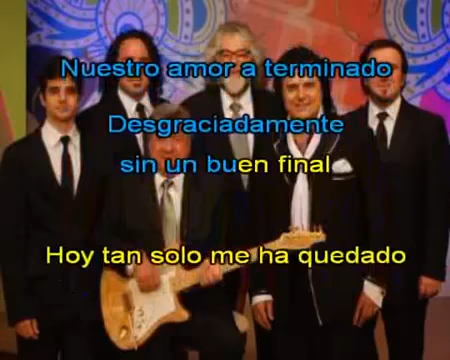 Nuestro amor a terminado
Desgraciadamente
sin un buen final
Hoy tan solo me ha quedado